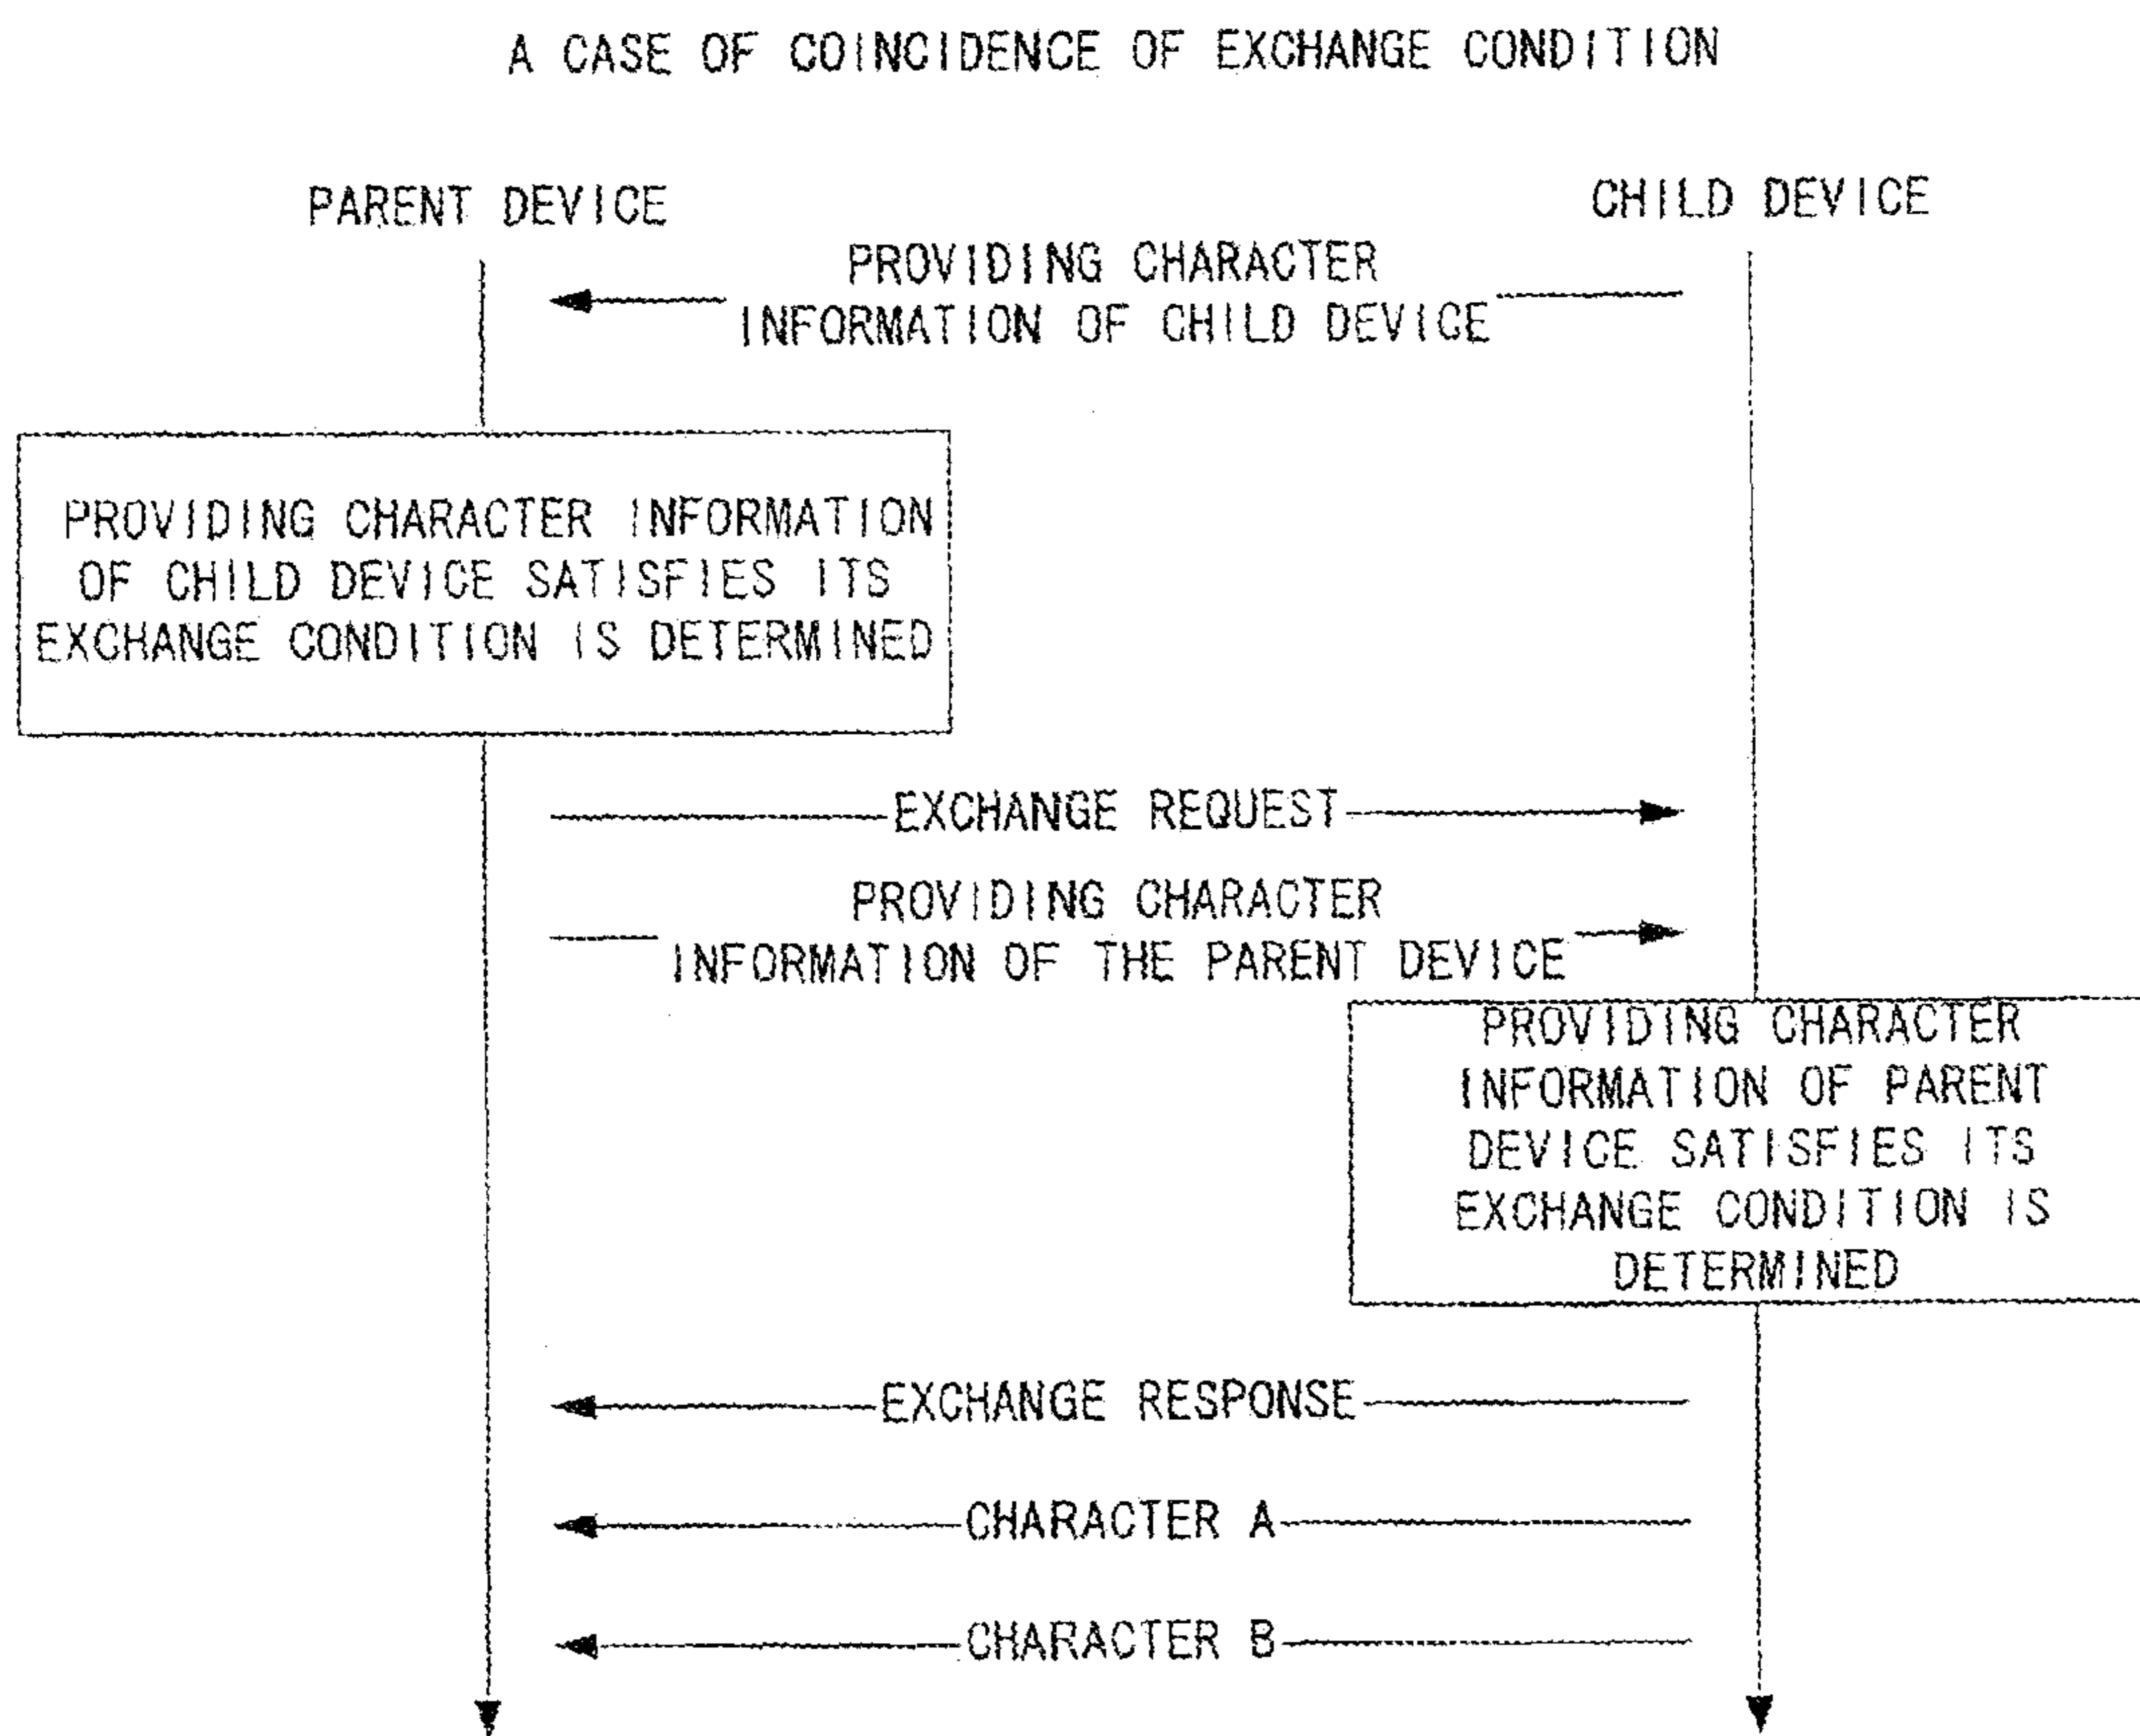 A CASE OF COINCIDENCE OF EXCHANGE CONDITION
PARENT DEVICE
CHILD DEVICE
PROVIDING CHARACTER
INFORMATION OF CHILD DEVICE
PROVIDING CHARACTER INFORMATION
OF CHILD DEVICE SATISFIES ITS
EXCHANGE CONDITION IS DETERMINED
EXCHANGE REQUEST
PROVIDING CHARACTER
INFORMATION OF THE PARENT DEVICE
PROVIDING CHARACTER
INFORMATION OF PARENT
DEVICE SATISFIES ITS
EXCHANGE CONDITION IS
DETERMINED
EXCHANGE RESPONSE
CHARACTER A
CHARACTER B